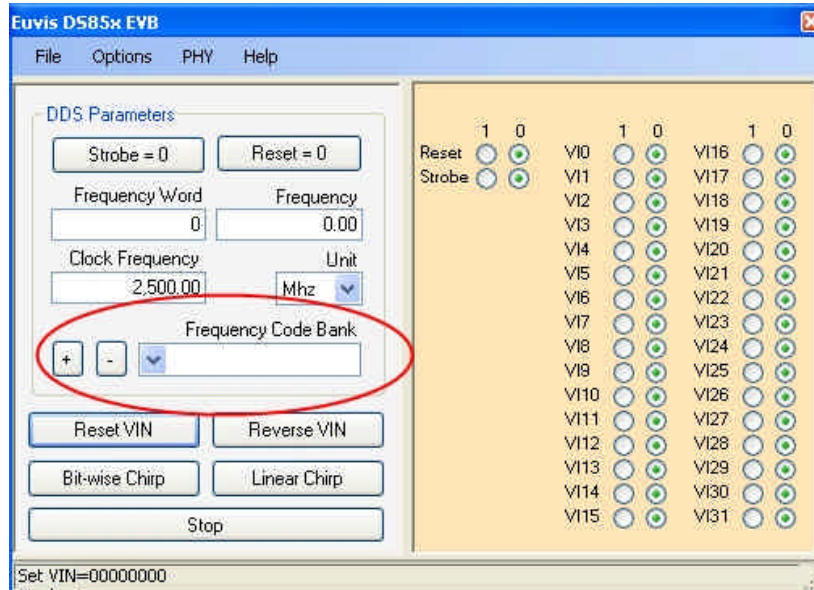 Euvis DS85x EVB
File Options PHY Help
DDS Parameters
Strobe = 0 Reset = 0
Frequency Word Frequency
0 0.00
Clock Frequency Unit
2,500.00 Mhz
Frequency Code Bank
+ -
Reset VIN Reverse VIN
Bit-wise Chirp Linear Chirp
Stop
1 0 1 0 1 0
Reset VI0 VI16
Strobe VI1 VI17
VI2 VI18
VI3 VI19
VI4 VI20
VI5 VI21
VI6 VI22
VI7 VI23
VI8 VI24
VI9 VI25
VI10 VI26
VI11 VI27
VI12 VI28
VI13 VI29
VI14 VI30
VI15 VI31
Set VIN=00000000